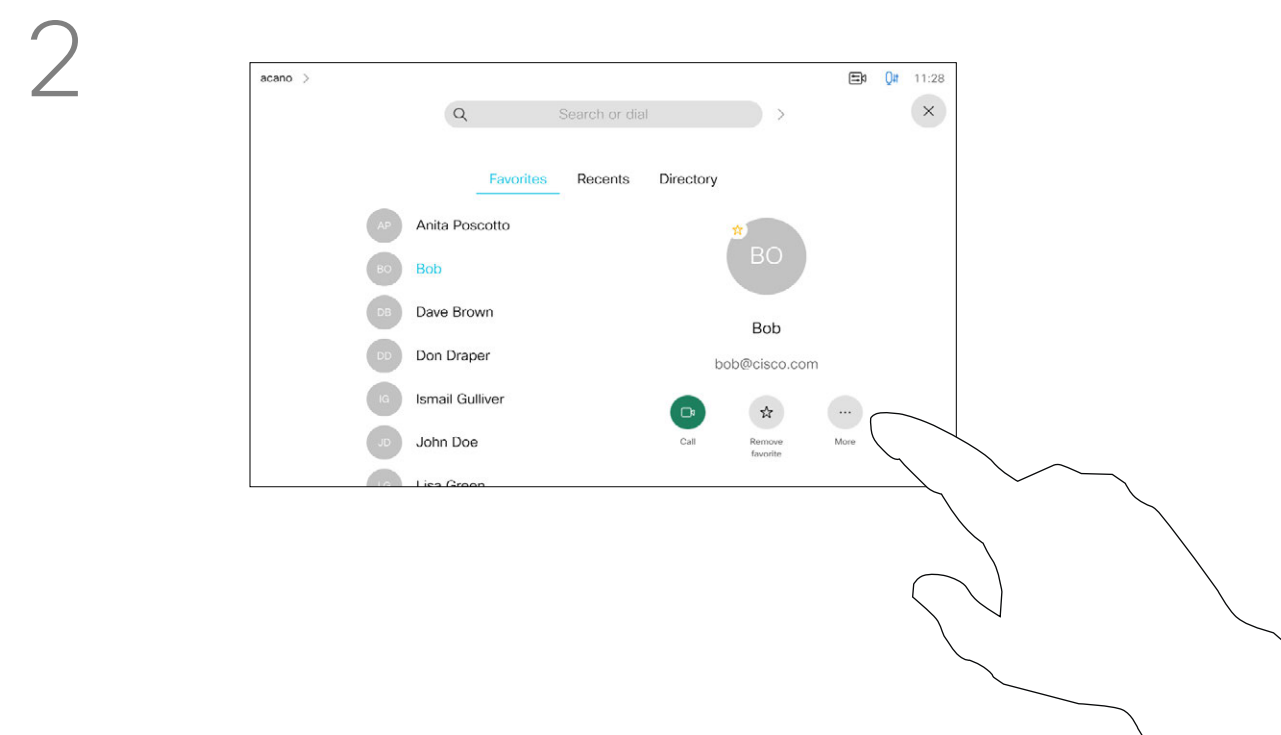 2
acano >
11:28
Search or dial
Favorites Recents Directory
AP Anita Poscotto
BO Bob
DB Dave Brown
DD Don Draper
IG Ismail Gulliver
JD John Doe
LG Lisa Green
BO
Bob
bob@cisco.com
Call
Remove
favorite
More